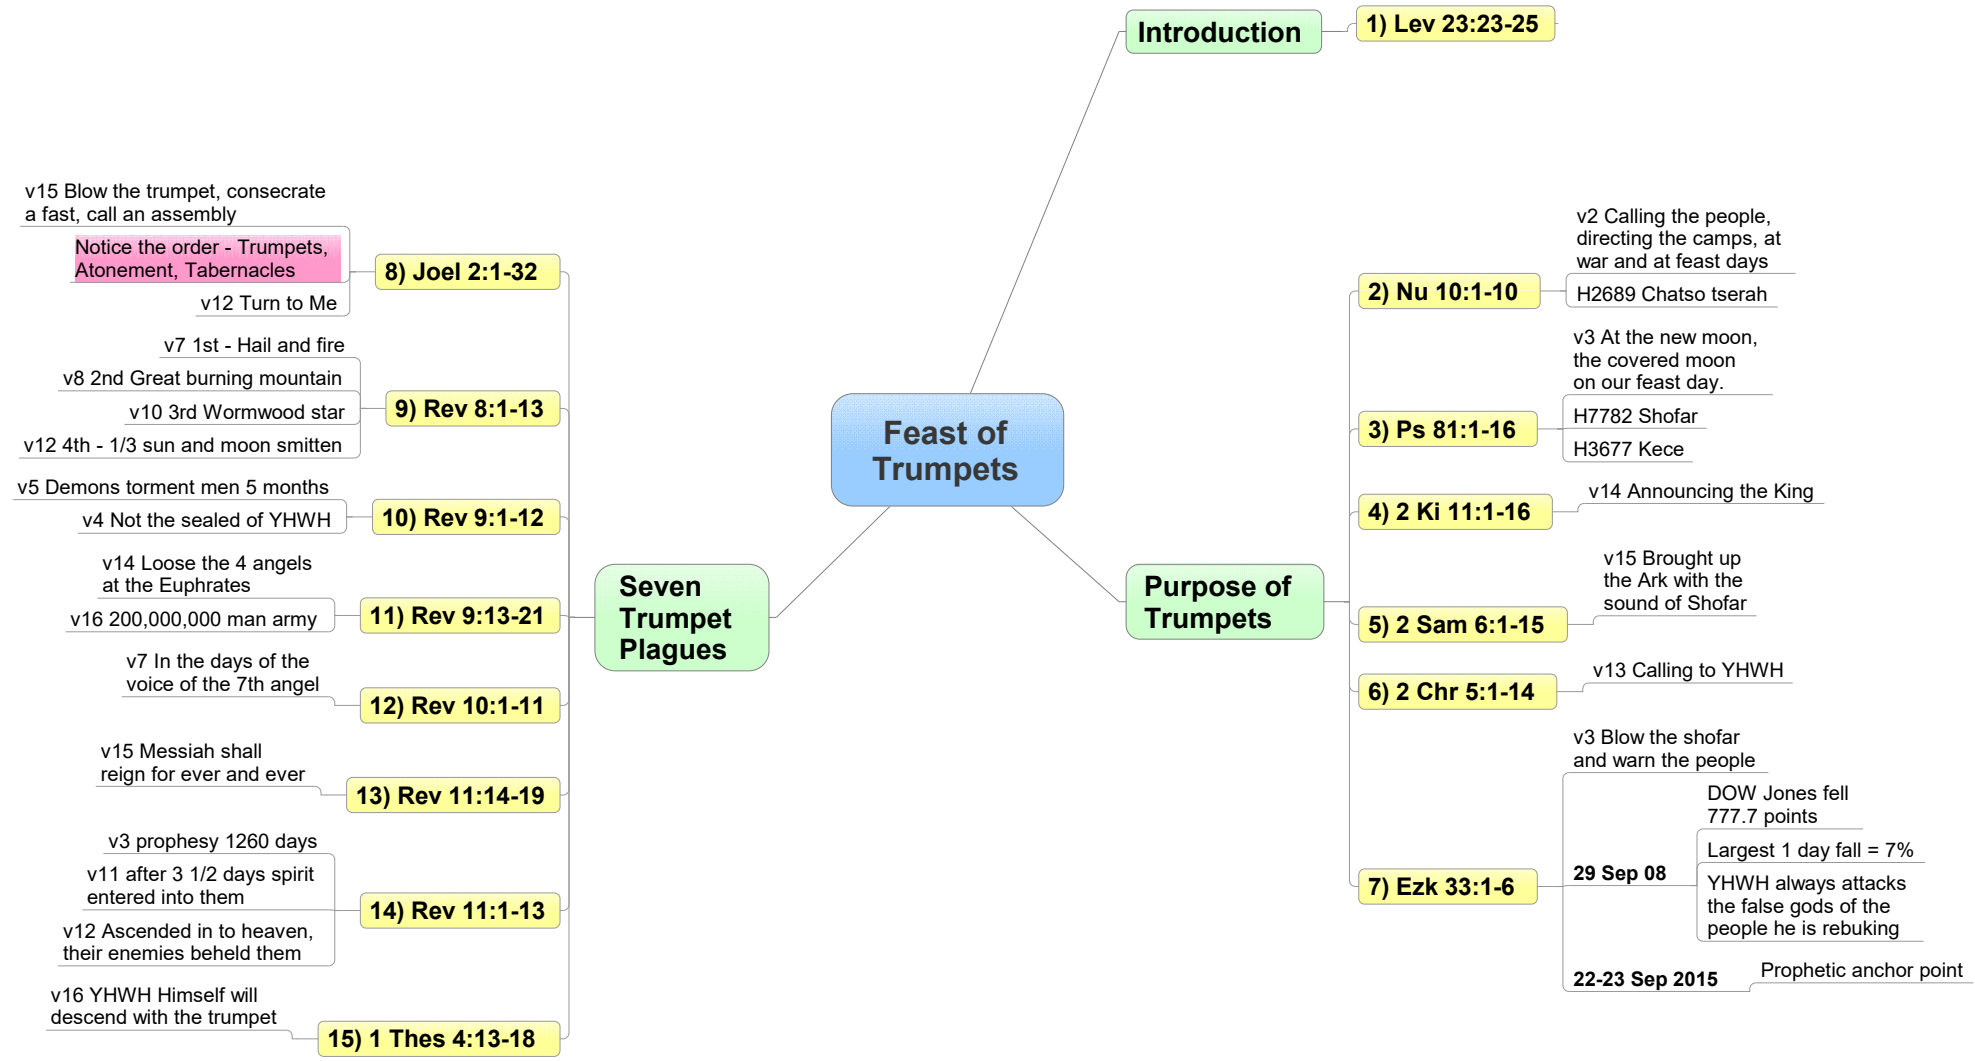 Feast of
Trumpets
Introduction
1) Lev 23:23-25
Purpose of
Trumpets
2) Nu 10:1-10
v2 Calling the people,
directing the camps, at
war and at feast days
H2689 Chatso tserah
3) Ps 81:1-16
v3 At the new moon,
the covered moon
on our feast day.
H7782 Shofar
H3677 Kece
4) 2 Ki 11:1-16
v14 Announcing the King
5) 2 Sam 6:1-15
v15 Brought up
the Ark with the
sound of Shofar
6) 2 Chr 5:1-14
v13 Calling to YHWH
7) Ezk 33:1-6
v3 Blow the shofar
and warn the people
29 Sep 08
DOW Jones fell
777.7 points
Largest 1 day fall = 7%
YHWH always attacks
the false gods of the
people he is rebuking
22-23 Sep 2015
Prophetic anchor point
Seven
Trumpet
Plagues
8) Joel 2:1-32
v15 Blow the trumpet, consecrate
a fast, call an assembly
Notice the order - Trumpets,
Atonement, Tabernacles
v12 Turn to Me
9) Rev 8:1-13
v7 1st - Hail and fire
v8 2nd Great burning mountain
v10 3rd Wormwood star
v12 4th - 1/3 sun and moon smitten
10) Rev 9:1-12
v5 Demons torment men 5 months
v4 Not the sealed of YHWH
11) Rev 9:13-21
v14 Loose the 4 angels
at the Euphrates
v16 200,000,000 man army
12) Rev 10:1-11
v7 In the days of the
voice of the 7th angel
13) Rev 11:14-19
v15 Messiah shall
reign for ever and ever
14) Rev 11:1-13
v3 prophesy 1260 days
v11 after 3 1/2 days spirit
entered into them
v12 Ascended in to heaven,
their enemies beheld them
15) 1 Thes 4:13-18
v16 YHWH Himself will
descend with the trumpet